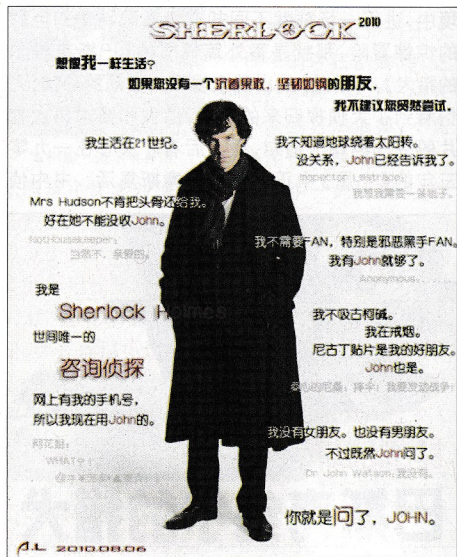 SHERLOCK 2010
想像我一样生活？
如果您没有一个沉着果敢，坚韧如钢的朋友，
我不建议您贸然尝试，
我生活在21世纪。
我不知道地球绕着太阳转。
没关系，John已经告诉我了。
Inspector Lestrade:
Mrs Hudson不肯把头骨还给我。
好在她不能没收John。
NotHousekeeper:
当然不，亲爱的。
我不需要FAN，特别是邪恶黑手FAN。
我有John就够了。
Anonymous:
我是
Sherlock Holmes
世间唯一的
咨询侦探
网上有我的手机号，
所以我现在用John的。
我不吸古柯碱。
我在戒烟。
尼古丁贴片是我的好朋友。
John也是。
WHAT?!
我没有女朋友。也没有男朋友。
不过既然John问了。
Dr John Watson:我没有。
你就是问了，JOHN。
A.L 2010.08.06